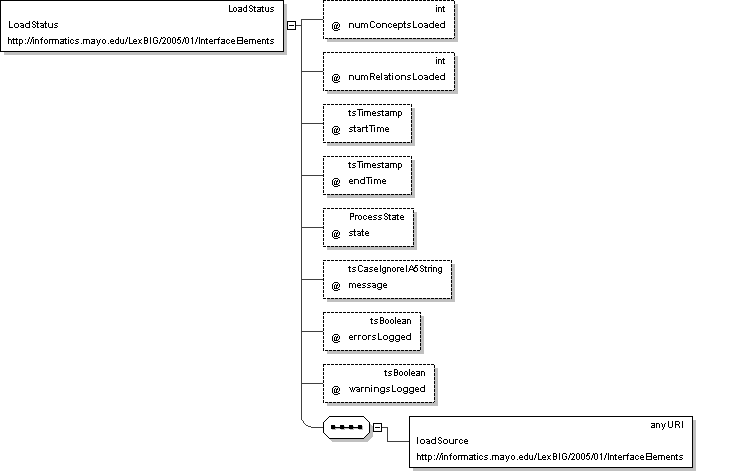 LoadStatus
LoadStatus
http://informatics.mayo.edu/LexBIG/2005/01/InterfaceElements
int
@ numConceptsLoaded
int
@ numRelationsLoaded
tsTimestamp
@ startTime
tsTimestamp
@ endTime
ProcessState
@ state
tsCaseIgnoreIA5String
@ message
tsBoolean
@ errorsLogged
tsBoolean
@ warningsLogged
anyURI
loadSource
http://informatics.mayo.edu/LexBIG/2005/01/InterfaceElements